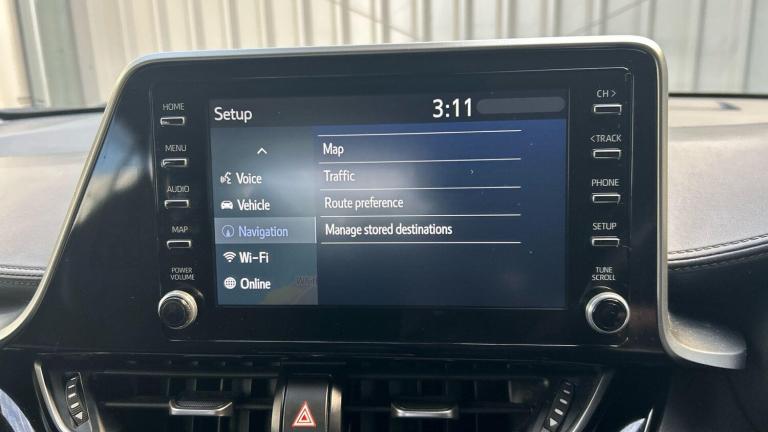 HOME
MENU
AUDIO
MAP
POWER
VOLUME
Setup 3:11
Voice
Vehicle
Navigation
Wi-Fi
Online
Map
Traffic
Route preference
Manage stored destinations
CH >
<TRACK
PHONE
SETUP
TUNE
SCROLL